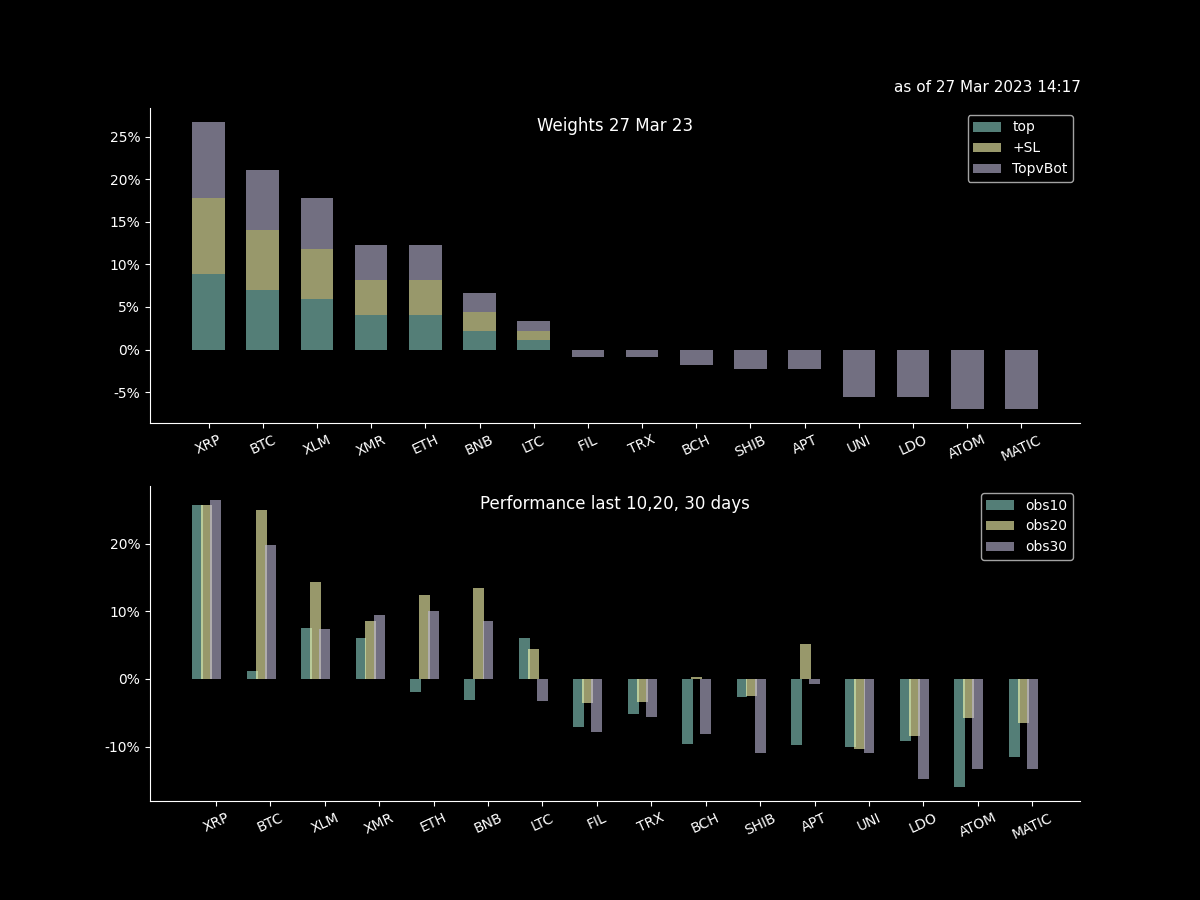 as of 27 Mar 2023 14:17
Weights 27 Mar 23
top
+SL
TopvBot
25%
20%
15%
10%
5%
0%
-5%
XRP BTC XLM XMR ETH BNB LTC FIL TRX BCH SHIB APT UNI LDO ATOM MATIC
Performance last 10,20, 30 days
obs10
obs20
obs30
20%
10%
0%
-10%
XRP BTC XLM XMR ETH BNB LTC FIL TRX BCH SHIB APT UNI LDO ATOM MATIC